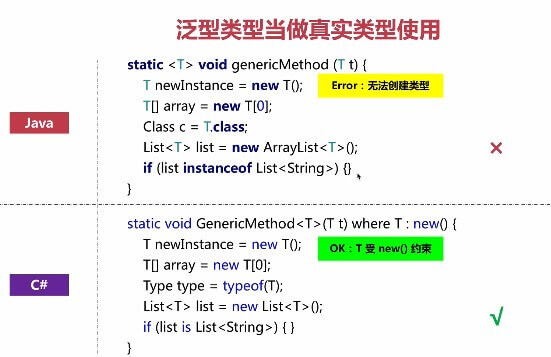 泛型类型当做真实类型使用
Java
static <T> void genericMethod (T t) {
T newInstance = new T();
Error：无法创建类型
T[] array = new T[0];
Class c = T.class;
List<T> list = new ArrayList<T>();
×
if (list instanceof List<String>) {}
}
C#
static void GenericMethod<T>(T t) where T : new() {
T newInstance = new T();
OK：T 受 new() 约束
T[] array = new T[0];
Type type = typeof(T);
List<T> list = new List<T>();
√
if (list is List<String>) { }
}